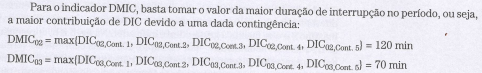 Para o indicador DMIC, basta tomar o valor da maior duração de interrupção no período, ou seja,
a maior contribuição de DIC devido a uma dada contingência:
DMIC02 = max{DIC02,Cont. 1, DIC02,Cont.2, DIC02,Cont.3, DIC02,Cont. 4, DIC02,Cont. 5} = 120 min
DMIC03 = max{DIC03,Cont. 1, DIC03,Cont.2, DIC03,Cont.3, DIC03,Cont. 4, DIC03,Cont. 5} = 70 min